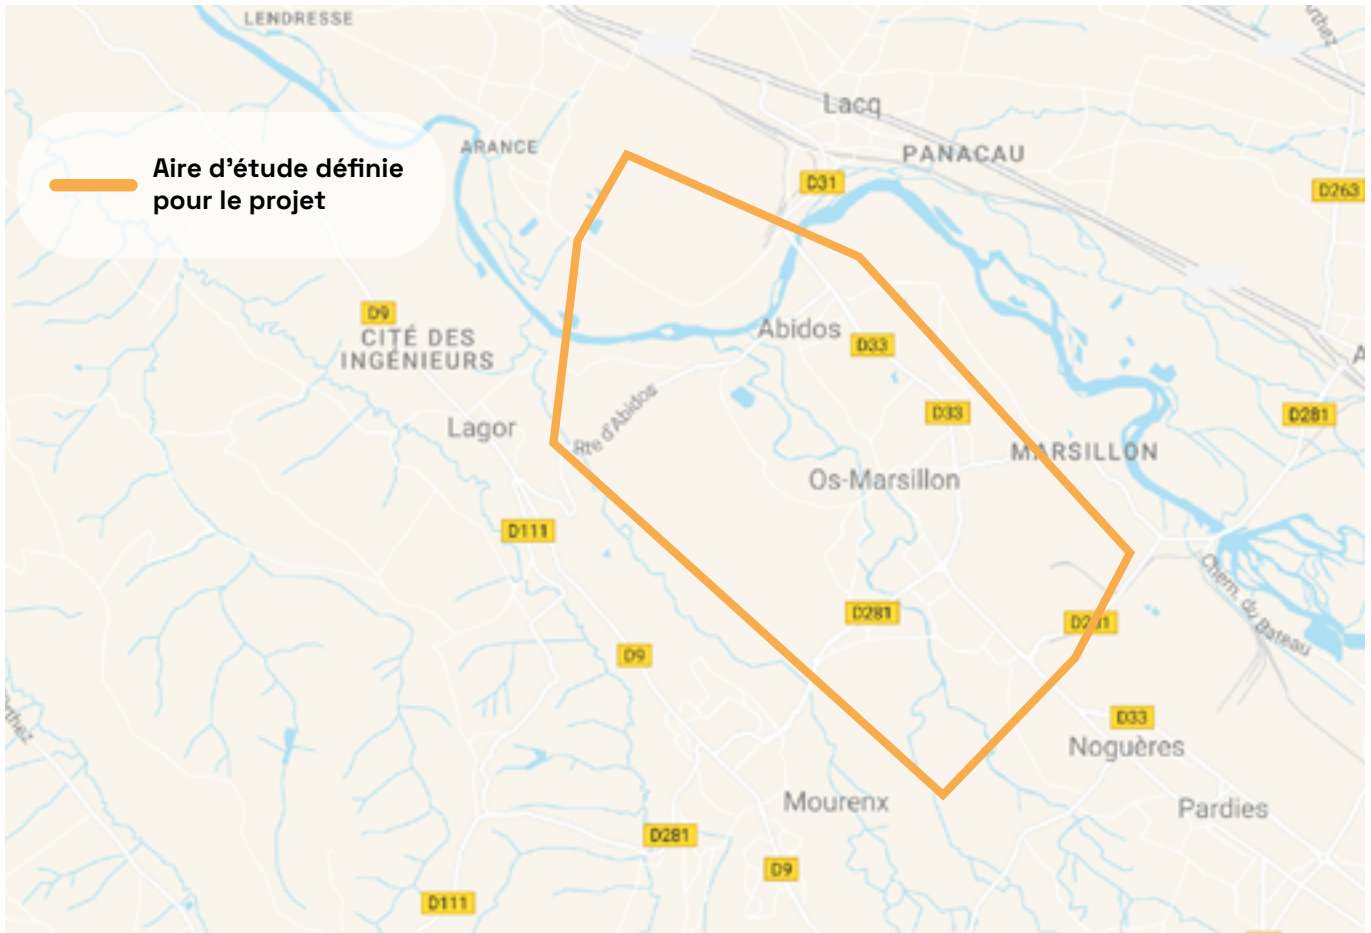 LENDRESSE
Lacq
ARANCE
PANACAU
Aire d'étude définie
pour le projet
D31
D263
D9
CITÉ DES
INGÉNIEURS
Abidos
D33
D281
D33
Rte d'Abidos
Lagor
MARSILLON
Os-Marsillon
D111
Chem. du Bateau
D281
D281
D9
D33
Noguères
Mourenx
Pardies
D281
D9
D111